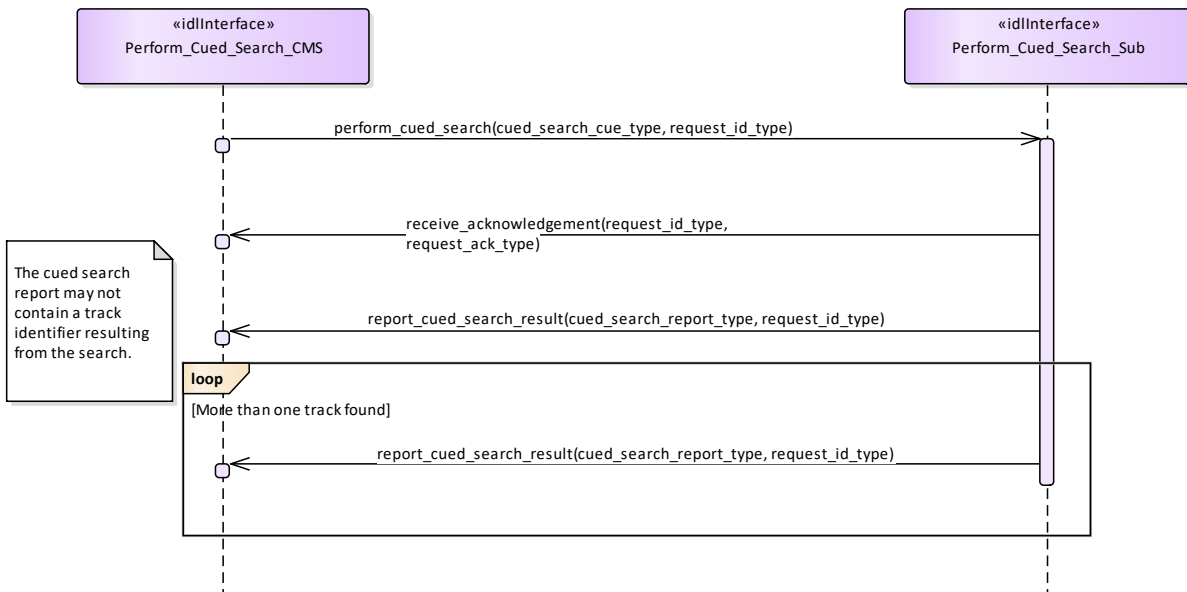 «idlInterface»
Perform_Cued_Search_CMS
«idlInterface»
Perform_Cued_Search_Sub
perform_cued_search(cued_search_cue_type, request_id_type)
receive_acknowledgement(request_id_type,
request_ack_type)
The cued search
report may not
contain a track
identifier resulting
from the search.
report_cued_search_result(cued_search_report_type, request_id_type)
loop
[More than one track found]
report_cued_search_result(cued_search_report_type, request_id_type)